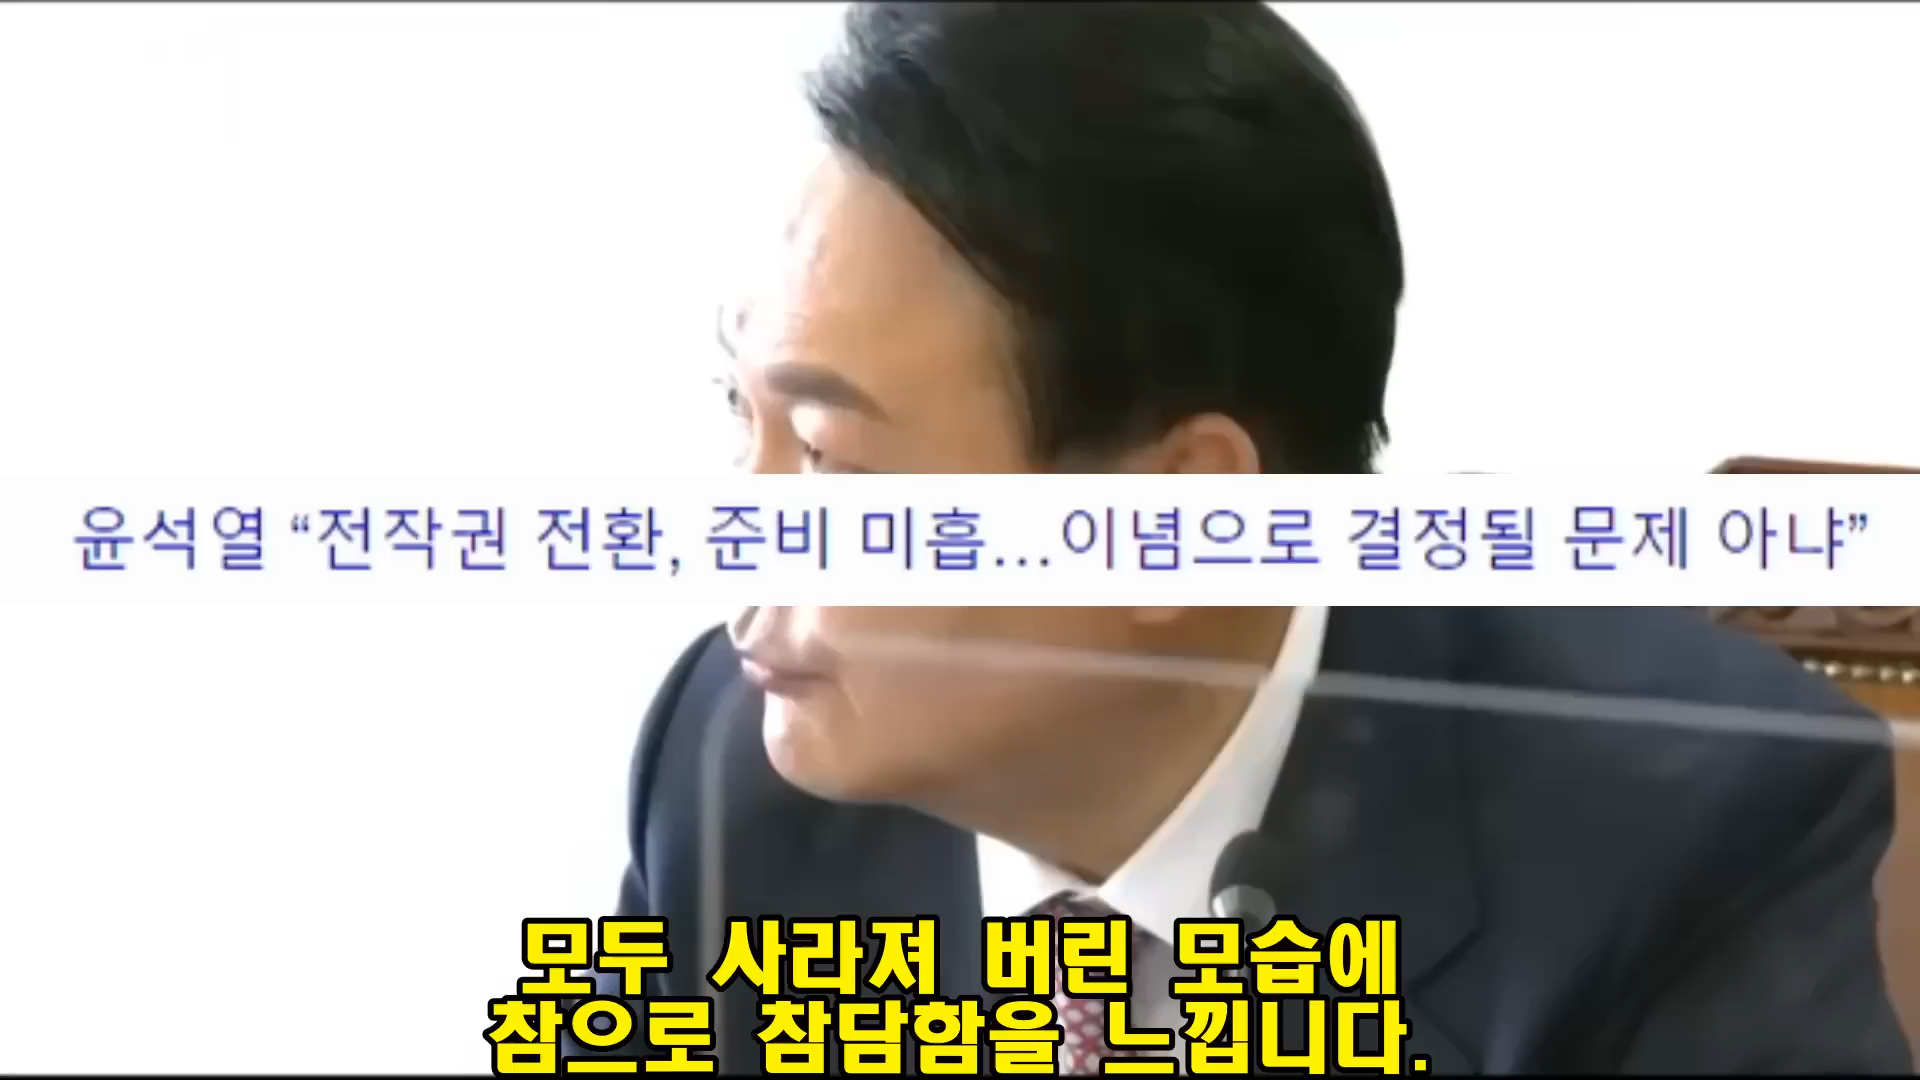 윤석열 “전작권 전환, 준비 미흡...이념으로 결정될 문제 아냐”
모두 사라져 버린 모습에
참으로 참담함을 느낍니다.